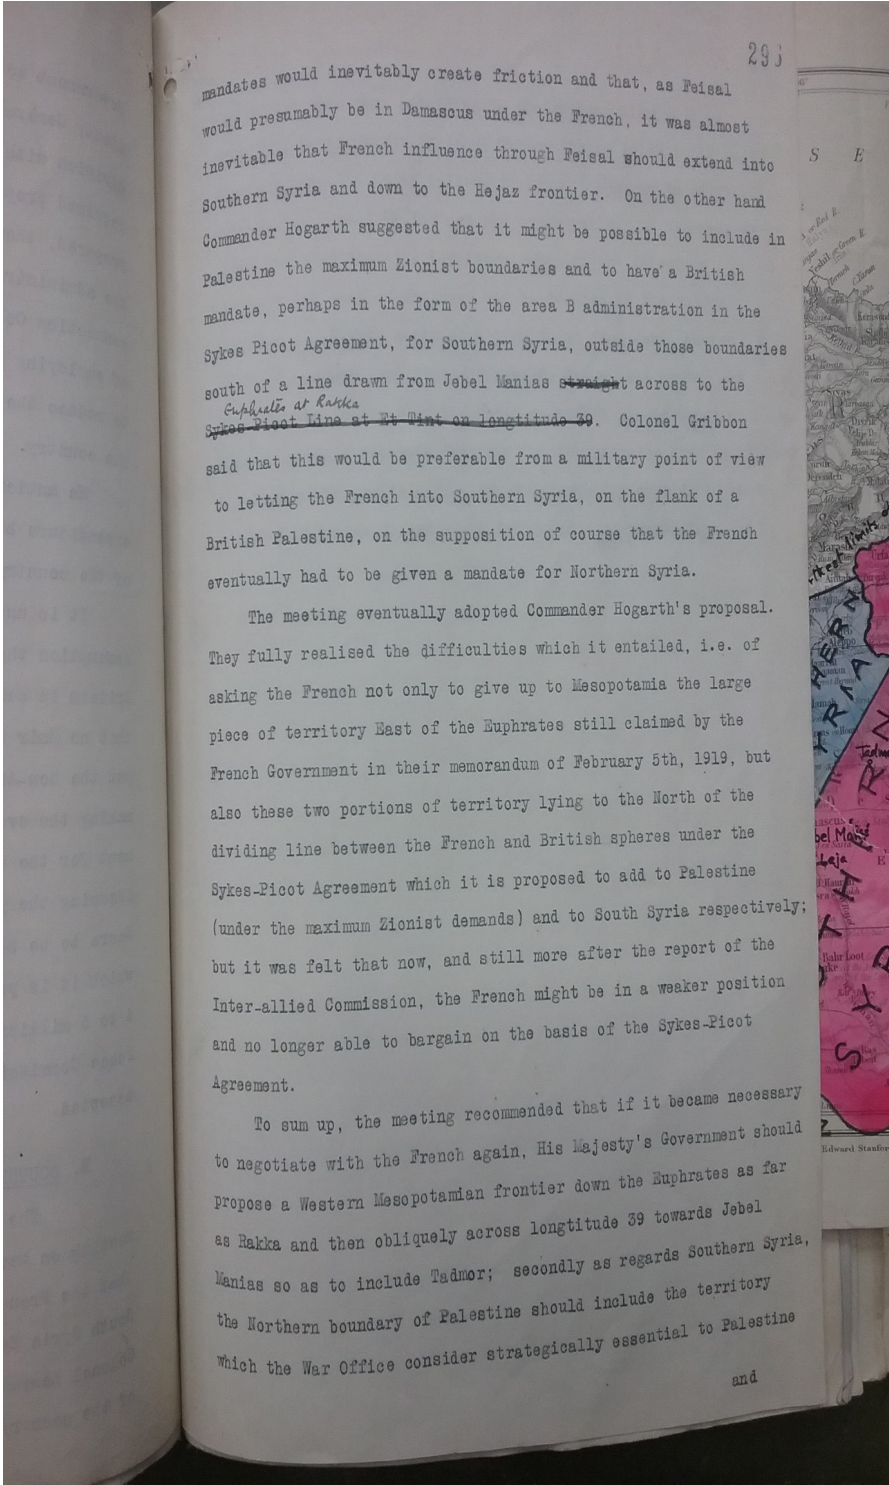 293
mandates would inevitably create friction and that, as Feisal
would presumably be in Damascus under the French, it was almost
inevitable that French influence through Feisal should extend into
Southern Syria and down to the Hejaz frontier. On the other hand
Commander Hogarth suggested that it might be possible to include in
Palestine the maximum Zionist boundaries and to have a British
mandate, perhaps in the form of the area B administration in the
Sykes Picot Agreement, for Southern Syria, outside those boundaries
south of a line drawn from Jebel Manias straight across to the
Euphrates at Rakka
Sykes-Picot Line at Et Tint on longtitude 39. Colonel Gribbon
said that this would be preferable from a military point of view
to letting the French into Southern Syria, on the flank of a
British Palestine, on the supposition of course that the French
eventually had to be given a mandate for Northern Syria.
The meeting eventually adopted Commander Hogarth's proposal.
They fully realised the difficulties which it entailed, i.e. of
asking the French not only to give up to Mesopotamia the large
piece of territory East of the Euphrates still claimed by the
French Government in their memorandum of February 5th, 1919, but
also these two portions of territory lying to the North of the
dividing line between the French and British spheres under the
Sykes-Picot Agreement which it is proposed to add to Palestine
(under the maximum Zionist demands) and to South Syria respectively;
but it was felt that now, and still more after the report of the
Inter-allied Commission, the French might be in a weaker position
and no longer able to bargain on the basis of the Sykes-Picot
Agreement.
To sum up, the meeting recommended that if it became necessary
to negotiate with the French again, His Majesty's Government should
propose a Western Mesopotamian frontier down the Euphrates as far
as Rakka and then obliquely across longtitude 39 towards Jebel
Manias so as to include Tadmor; secondly as regards Southern Syria,
the Northern boundary of Palestine should include the territory
which the War Office consider strategically essential to Palestine
and
S E
HERN
RIA
Edward Stanfor